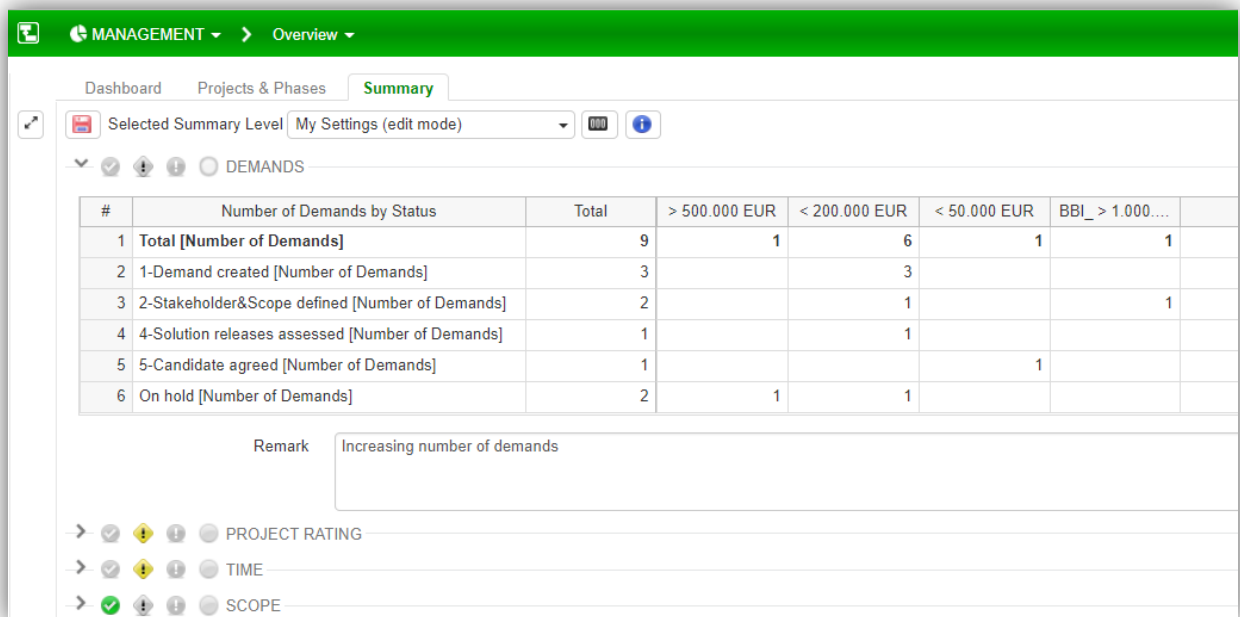 MANAGEMENT Overview
Dashboard Projects & Phases Summary
Selected Summary Level My Settings (edit mode) 000 i
DEMANDS
# Number of Demands by Status Total > 500.000 EUR < 200.000 EUR < 50.000 EUR BBI_ > 1.000....
1 Total [Number of Demands] 9 1 6 1 1
2 1-Demand created [Number of Demands] 3 3
3 2-Stakeholder&Scope defined [Number of Demands] 2 1 1
4 4-Solution releases assessed [Number of Demands] 1 1
5 5-Candidate agreed [Number of Demands] 1 1
6 On hold [Number of Demands] 2 1 1
Remark Increasing number of demands
PROJECT RATING
TIME
SCOPE